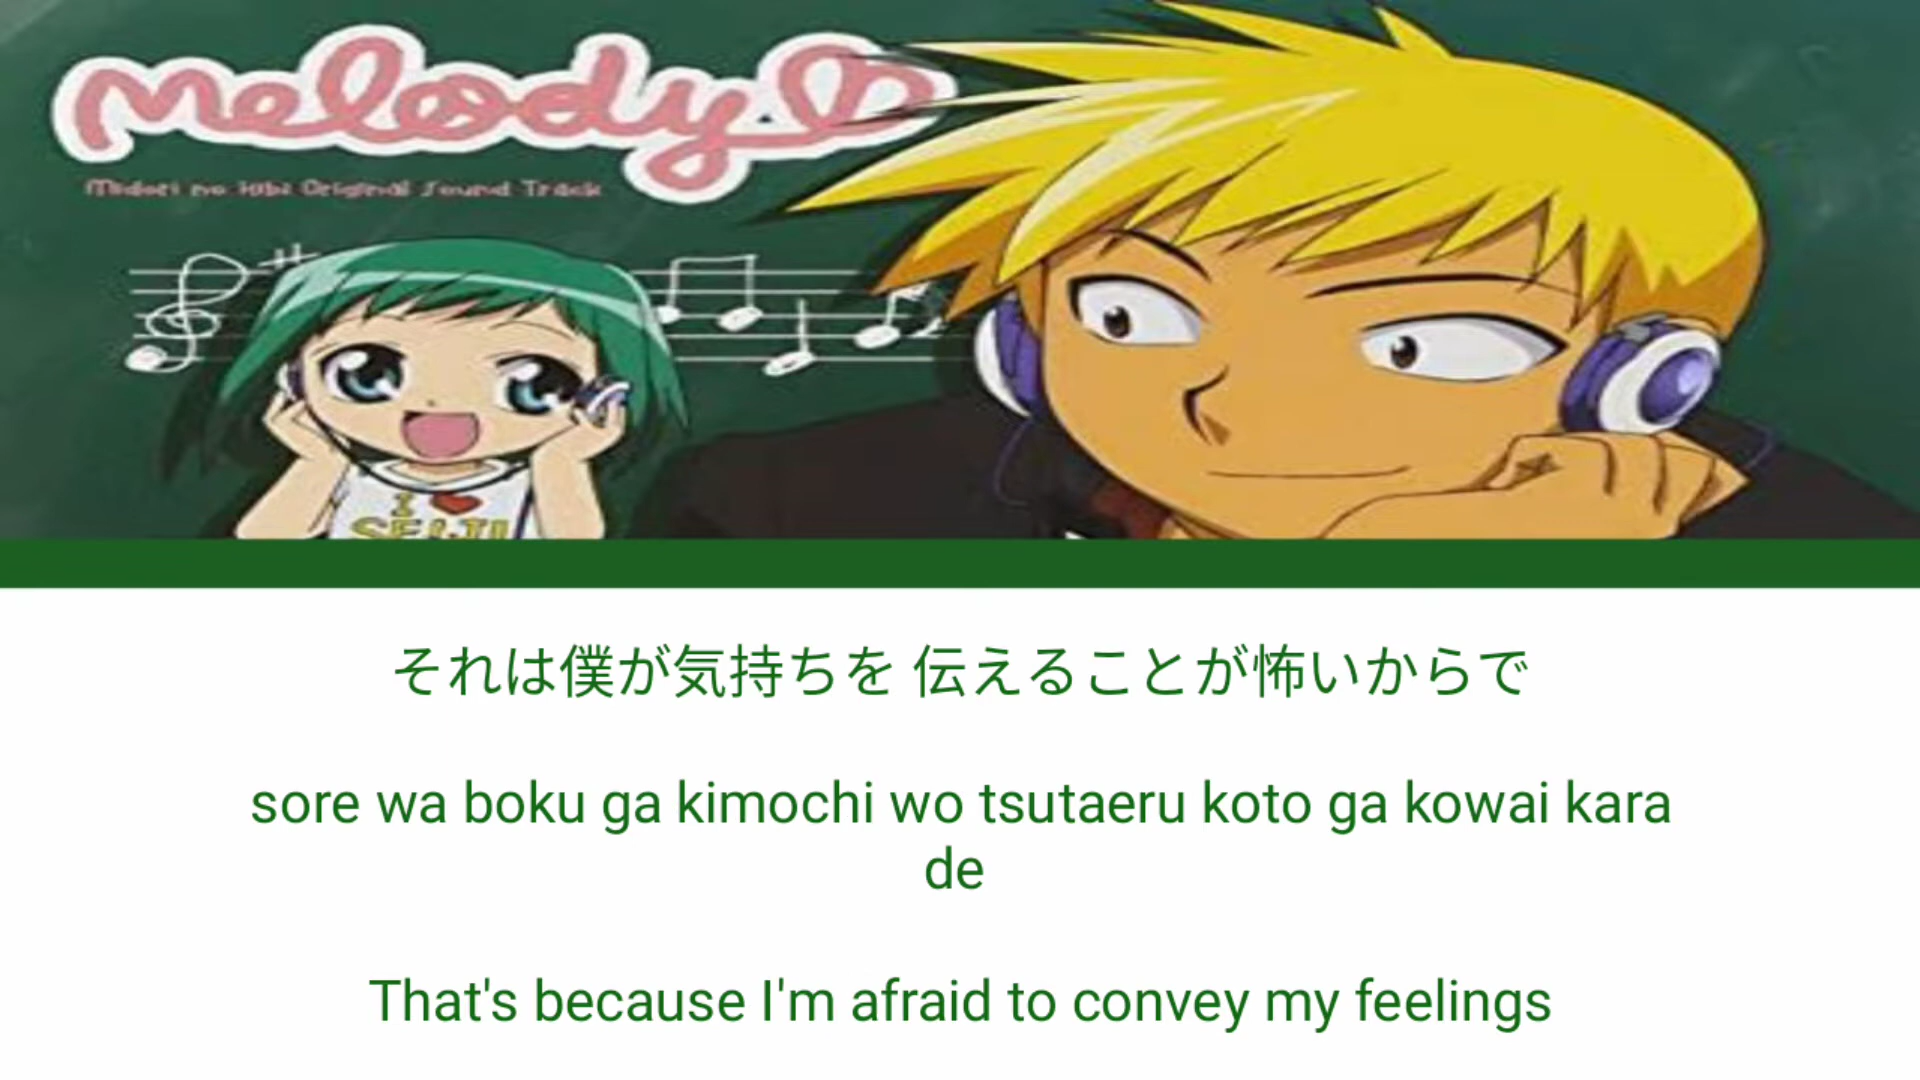 Melody
Midori no Hibi Original Sound Track
I ♥
SEIJI
それは僕が気持ちを 伝えることが怖いからで
sore wa boku ga kimochi wo tsutaeru koto ga kowai kara
de
That's because I'm afraid to convey my feelings